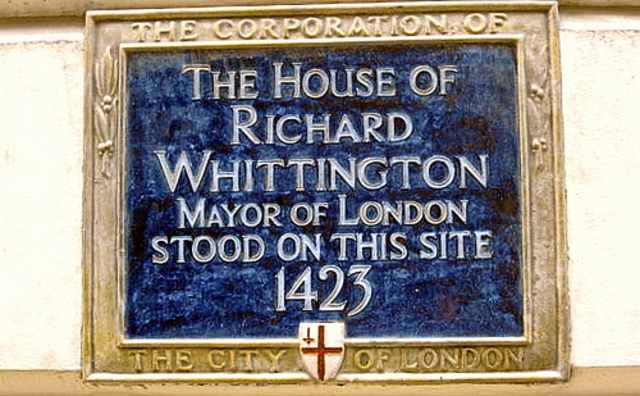 THE CORPORATION OF
THE HOUSE OF
RICHARD
WHITTINGTON
MAYOR OF LONDON
STOOD ON THIS SITE
1423
THE CITY OF LONDON